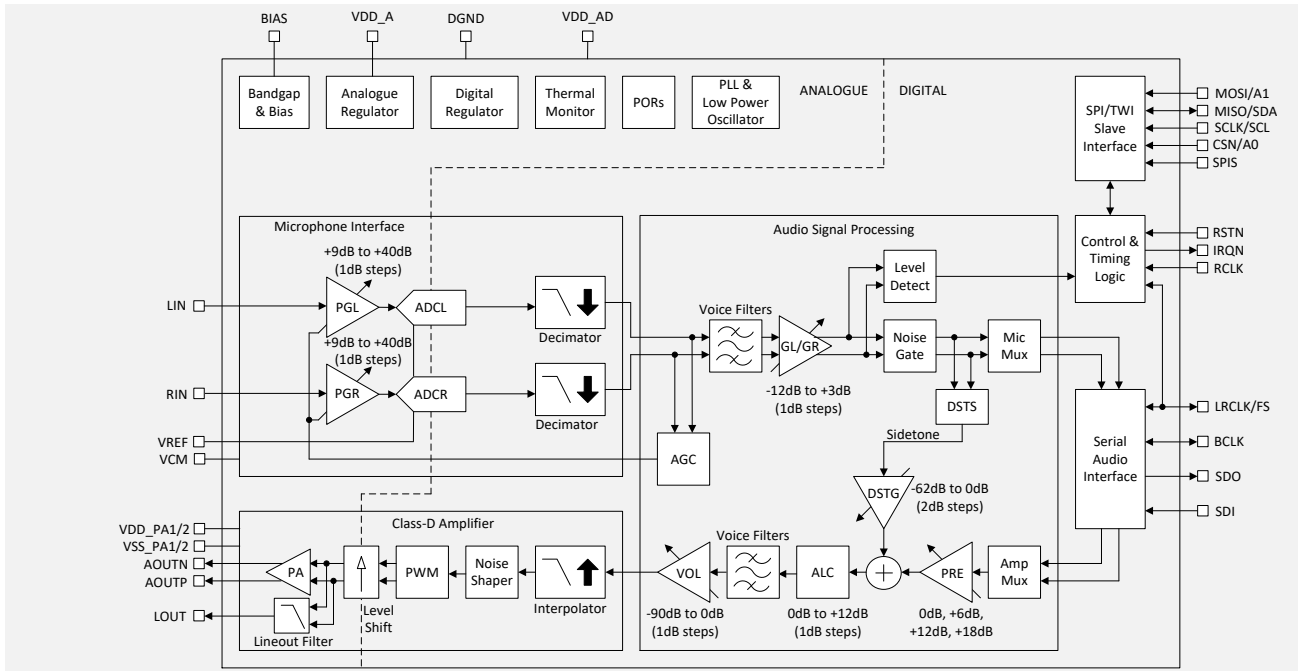 BIAS
VDD_A
DGND
VDD_AD
Bandgap
& Bias
Analogue
Regulator
Digital
Regulator
Thermal
Monitor
PORs
PLL &
Low Power
Oscillator
ANALOGUE
DIGITAL
SPI/TWI
Slave
Interface
MOSI/A1
MISO/SDA
SCLK/SCL
CSN/A0
SPIS
Microphone Interface
+9dB to +40dB
(1dB steps)
LIN
PGL
ADCL
Decimator
+9dB to +40dB
(1dB steps)
RIN
PGR
ADCR
Decimator
VREF
VCM
Audio Signal Processing
Voice Filters
GL/GR
-12dB to +3dB
(1dB steps)
Level
Detect
Noise
Gate
Mic
Mux
DSTS
Sidetone
AGC
DSTG
-62dB to 0dB
(2dB steps)
Control &
Timing
Logic
RSTN
IRQN
RCLK
Serial
Audio
Interface
LRCLK/FS
BCLK
SDO
SDI
VDD_PA1/2
VSS_PA1/2
AOUTN
AOUTP
LOUT
Class-D Amplifier
PA
Level
Shift
Lineout Filter
PWM
Noise
Shaper
Interpolator
VOL
-90dB to 0dB
(1dB steps)
Voice Filters
ALC
0dB to +12dB
(1dB steps)
PRE
0dB, +6dB,
+12dB, +18dB
Amp
Mux